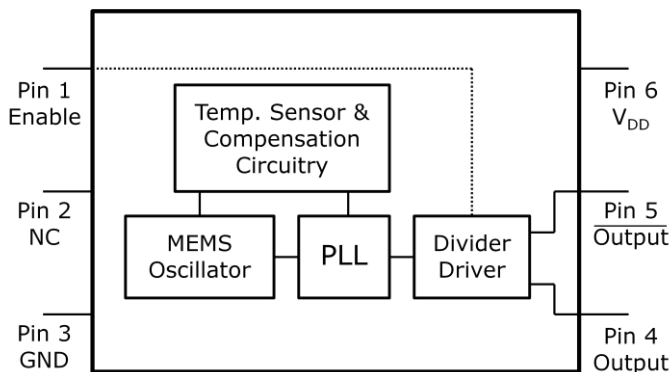 Pin 1
Enable
Pin 2
NC
Pin 3
GND
Temp. Sensor &
Compensation
Circuitry
MEMS
Oscillator
PLL
Divider
Driver
Pin 6
VDD
Pin 5
Output
Pin 4
Output